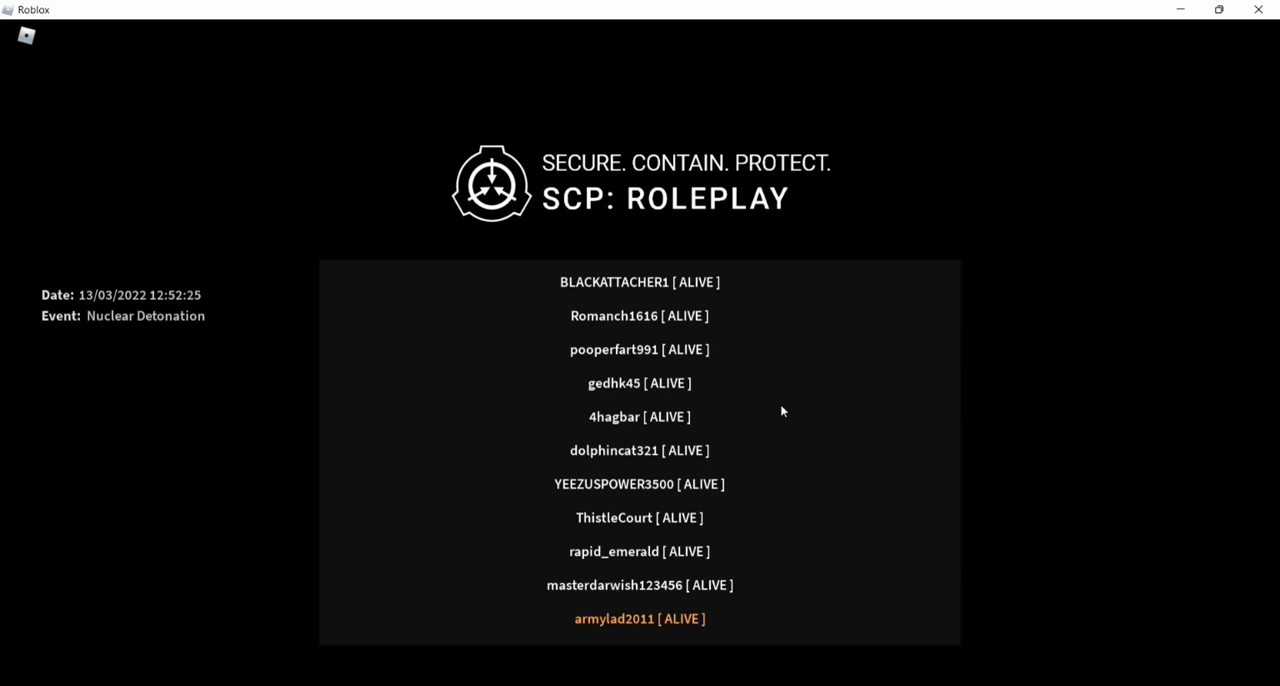 Roblox
SECURE. CONTAIN. PROTECT.
SCP: ROLEPLAY
Date: 13/03/2022 12:52:25
Event: Nuclear Detonation
BLACKATTACHER1 [ ALIVE ]
Romanch1616 [ ALIVE ]
pooperfart991 [ ALIVE ]
gedhk45 [ ALIVE ]
4hagbar [ ALIVE ]
dolphincat321 [ ALIVE ]
YEEZUSPOWER3500 [ ALIVE ]
ThistleCourt [ ALIVE ]
rapid_emerald [ ALIVE ]
masterdarwish123456 [ ALIVE ]
armylad2011 [ ALIVE ]